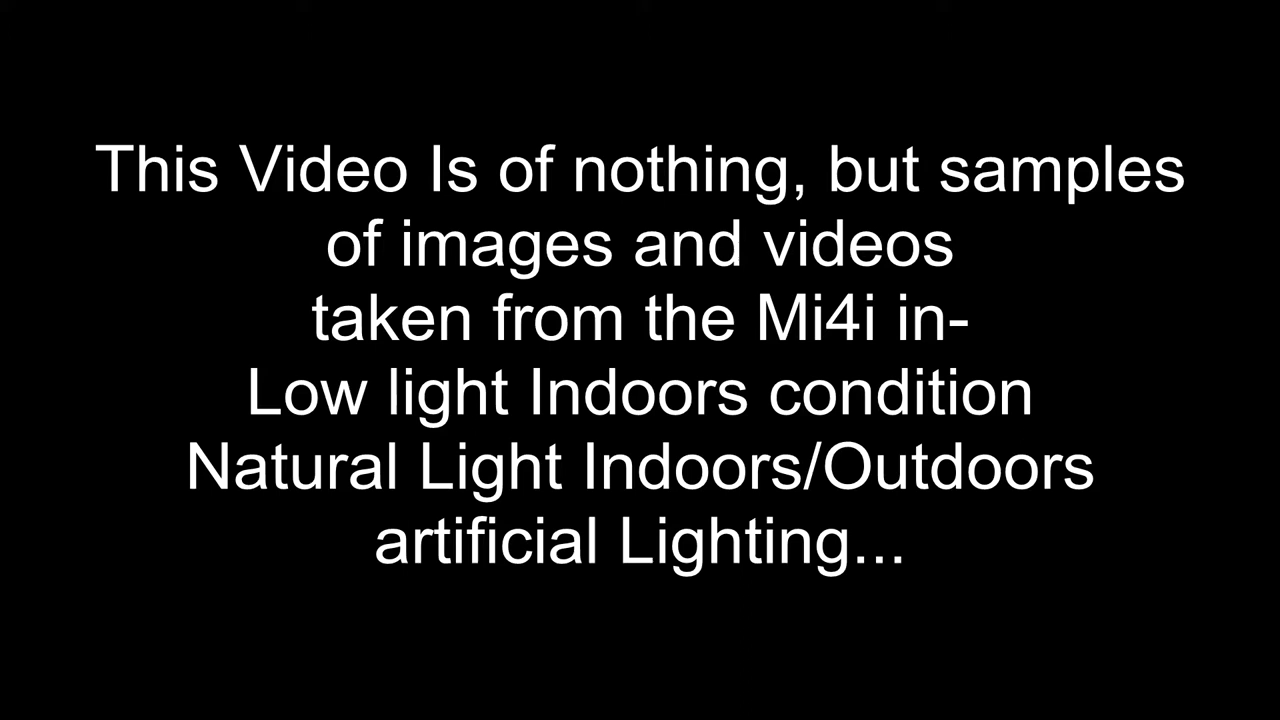 This Video Is of nothing, but samples
of images and videos
taken from the Mi4i in-
Low light Indoors condition
Natural Light Indoors/Outdoors
artificial Lighting...